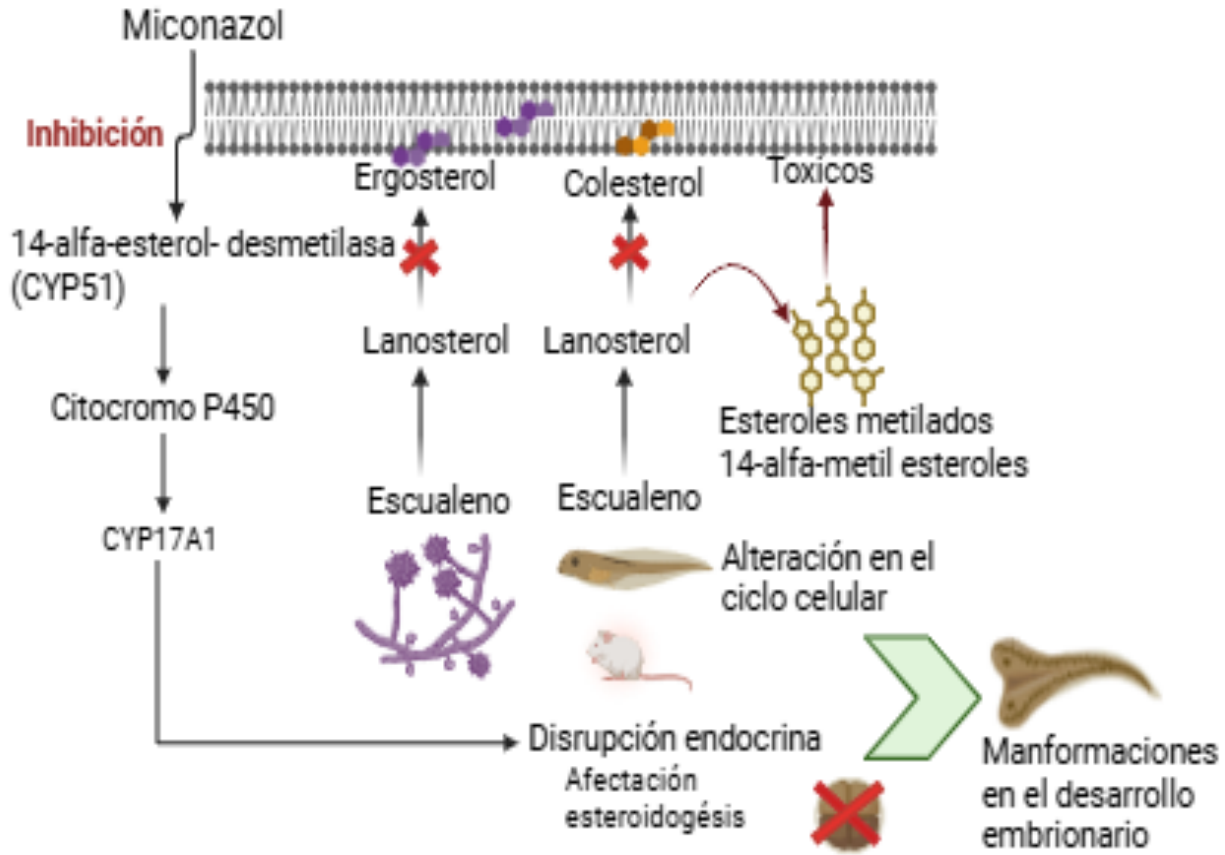 Miconazol
Inhibición
14-alfa-esterol- desmetilasa
(CYP51)
Citocromo P450
CYP17A1
Ergosterol
Lanosterol
Escualeno
Colesterol
Lanosterol
Escualeno
Toxícos
Esteroles metilados
14-alfa-metil esteroles
Alteración en el
ciclo celular
Disrupción endocrina
Afectación
esteroidogésis
Manformaciones
en el desarrollo
embrionario